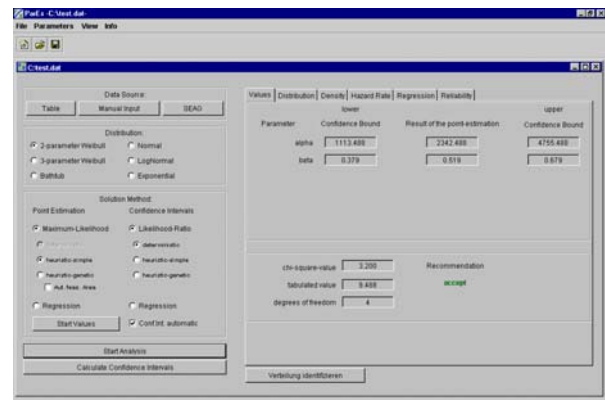 ParEx -C:\test.dat-
File Parameters View Info
C:\test.dat
Data Source:
Table Manual Input SEAG
Distribution:
2-parameter Weibull Normal
3-parameter Weibull LogNormal
Bathtub Exponential
Solution Method:
Point Estimation Confidence Intervals
Maximum-Likelihood Likelihood-Ratio
deterministic
heuristic-simple heuristic-simple
heuristic-genetic heuristic-genetic
Regression Regression
Start Values Conf.Int. automatic
Start Analysis
Calculate Confidence Intervals
Values Distribution Density Hazard Rate Regression Reliability
lower upper
Parameter Confidence Bound Result of the point-estimation Confidence Bound
alpha 1113.488 2342.488 4755.488
beta 0.379 0.519 0.679
chi-square-value 3.200 Recommendation
tabulated value 9.488 accept
degrees of freedom 4
Verteilung identifizieren